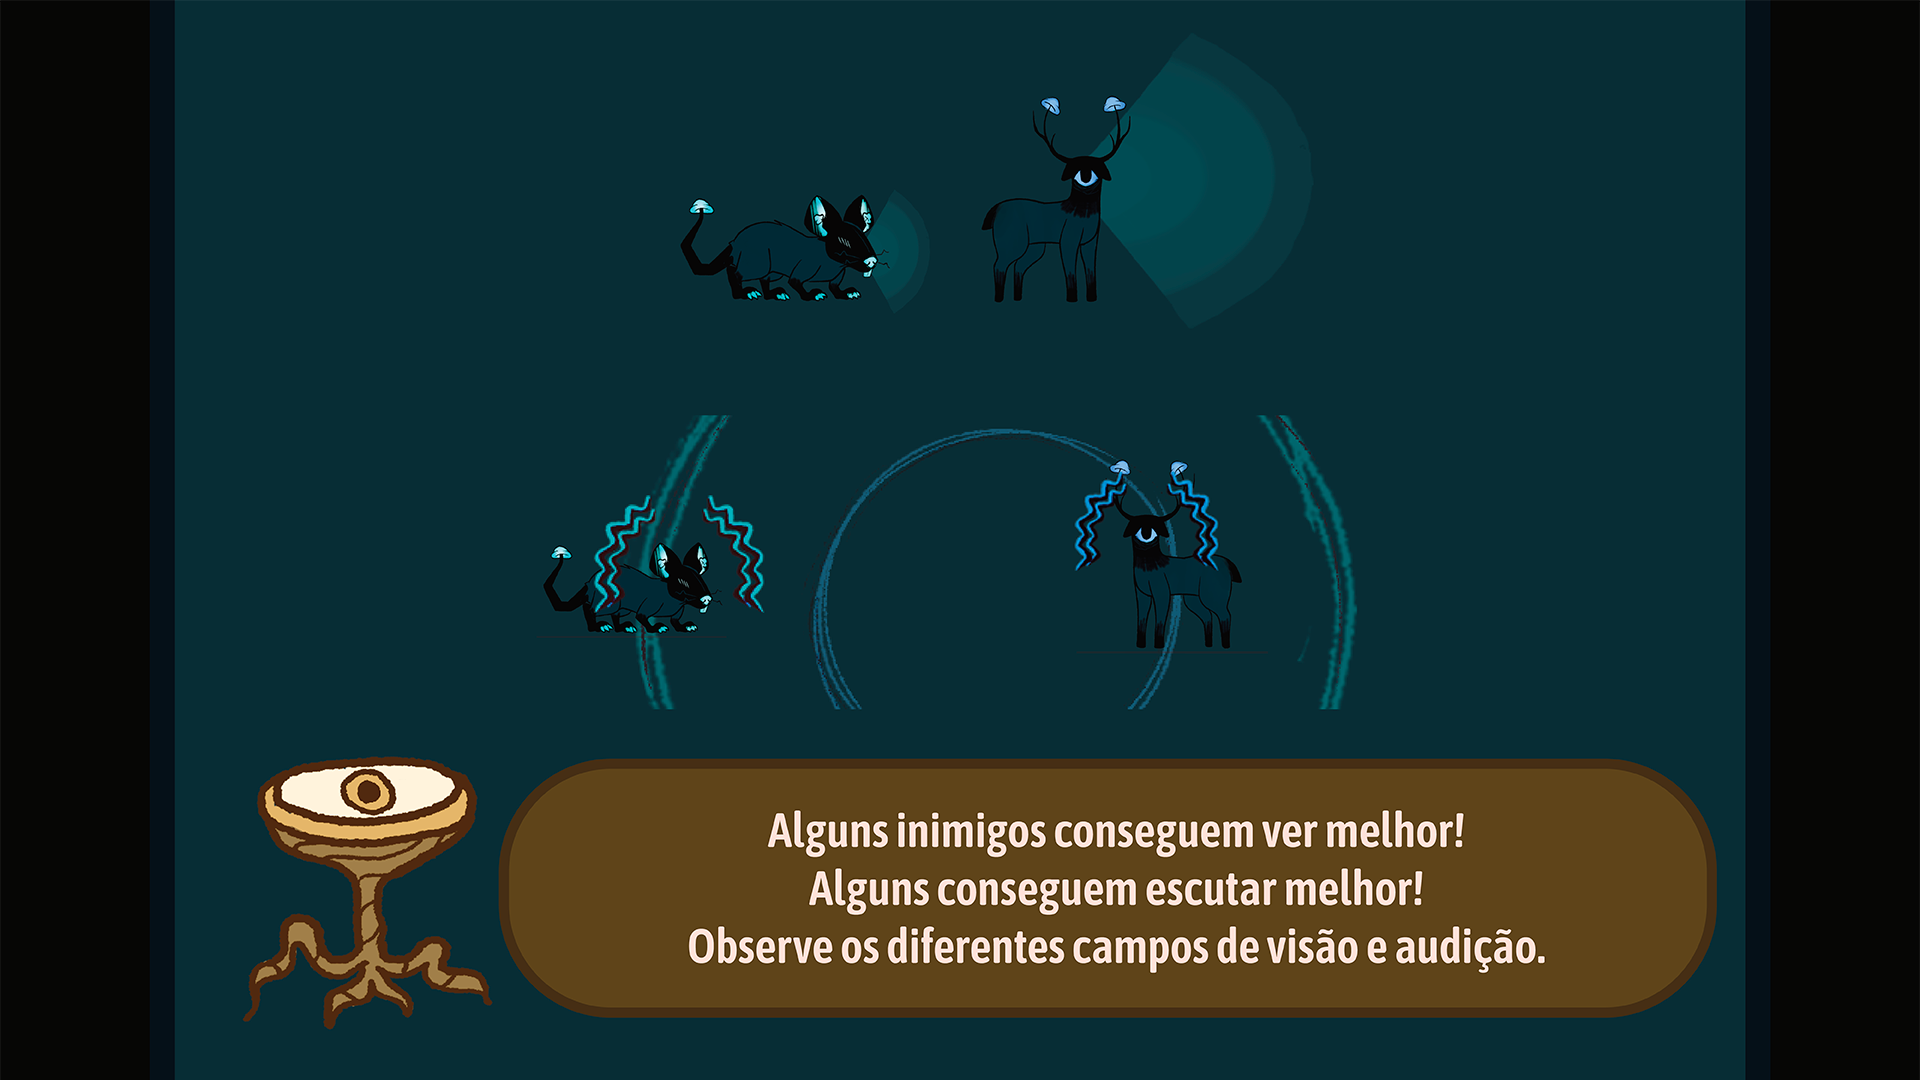 Alguns inimigos conseguem ver melhor!
Alguns conseguem escutar melhor!
Observe os diferentes campos de visão e audição.